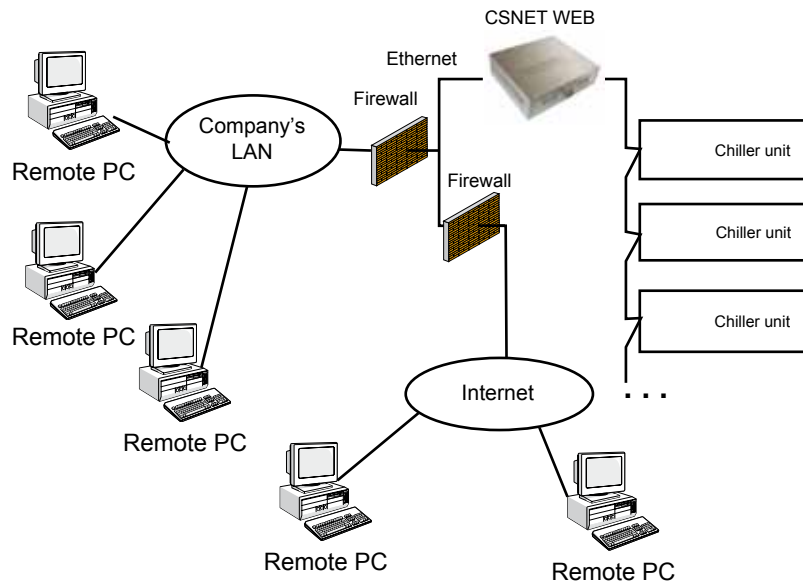 CSNET WEB
Ethernet
Firewall
Company's
LAN
Remote PC
Chiller unit
Firewall
Chiller unit
Remote PC
Chiller unit
Internet
. . .
Remote PC
Remote PC
Remote PC